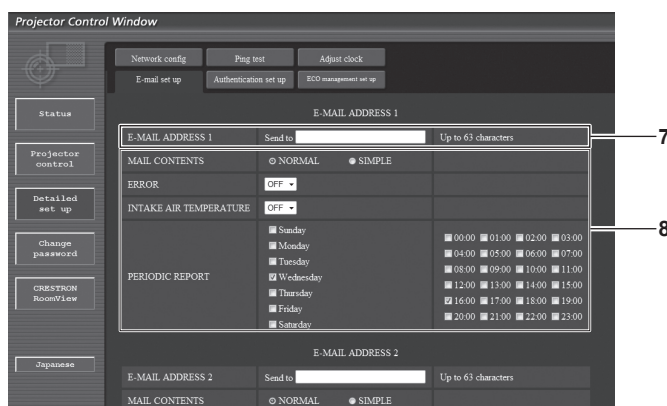 Projector Control Window
Network config Ping test Adjust clock
E-mail set up Authentication set up ECO management set up
Status
Projector control
Detailed set up
Change password
CRESTRON RoomView
Japanese
E-MAIL ADDRESS 1
E-MAIL ADDRESS 1 Send to Up to 63 characters
7
MAIL CONTENTS NORMAL SIMPLE
ERROR OFF
INTAKE AIR TEMPERATURE OFF
8
PERIODIC REPORT
Sunday
Monday
Tuesday
Wednesday
Thursday
Friday
Saturday
00:00 01:00 02:00 03:00
04:00 05:00 06:00 07:00
08:00 09:00 10:00 11:00
12:00 13:00 14:00 15:00
16:00 17:00 18:00 19:00
20:00 21:00 22:00 23:00
E-MAIL ADDRESS 2
E-MAIL ADDRESS 2 Send to Up to 63 characters
MAIL CONTENTS NORMAL SIMPLE